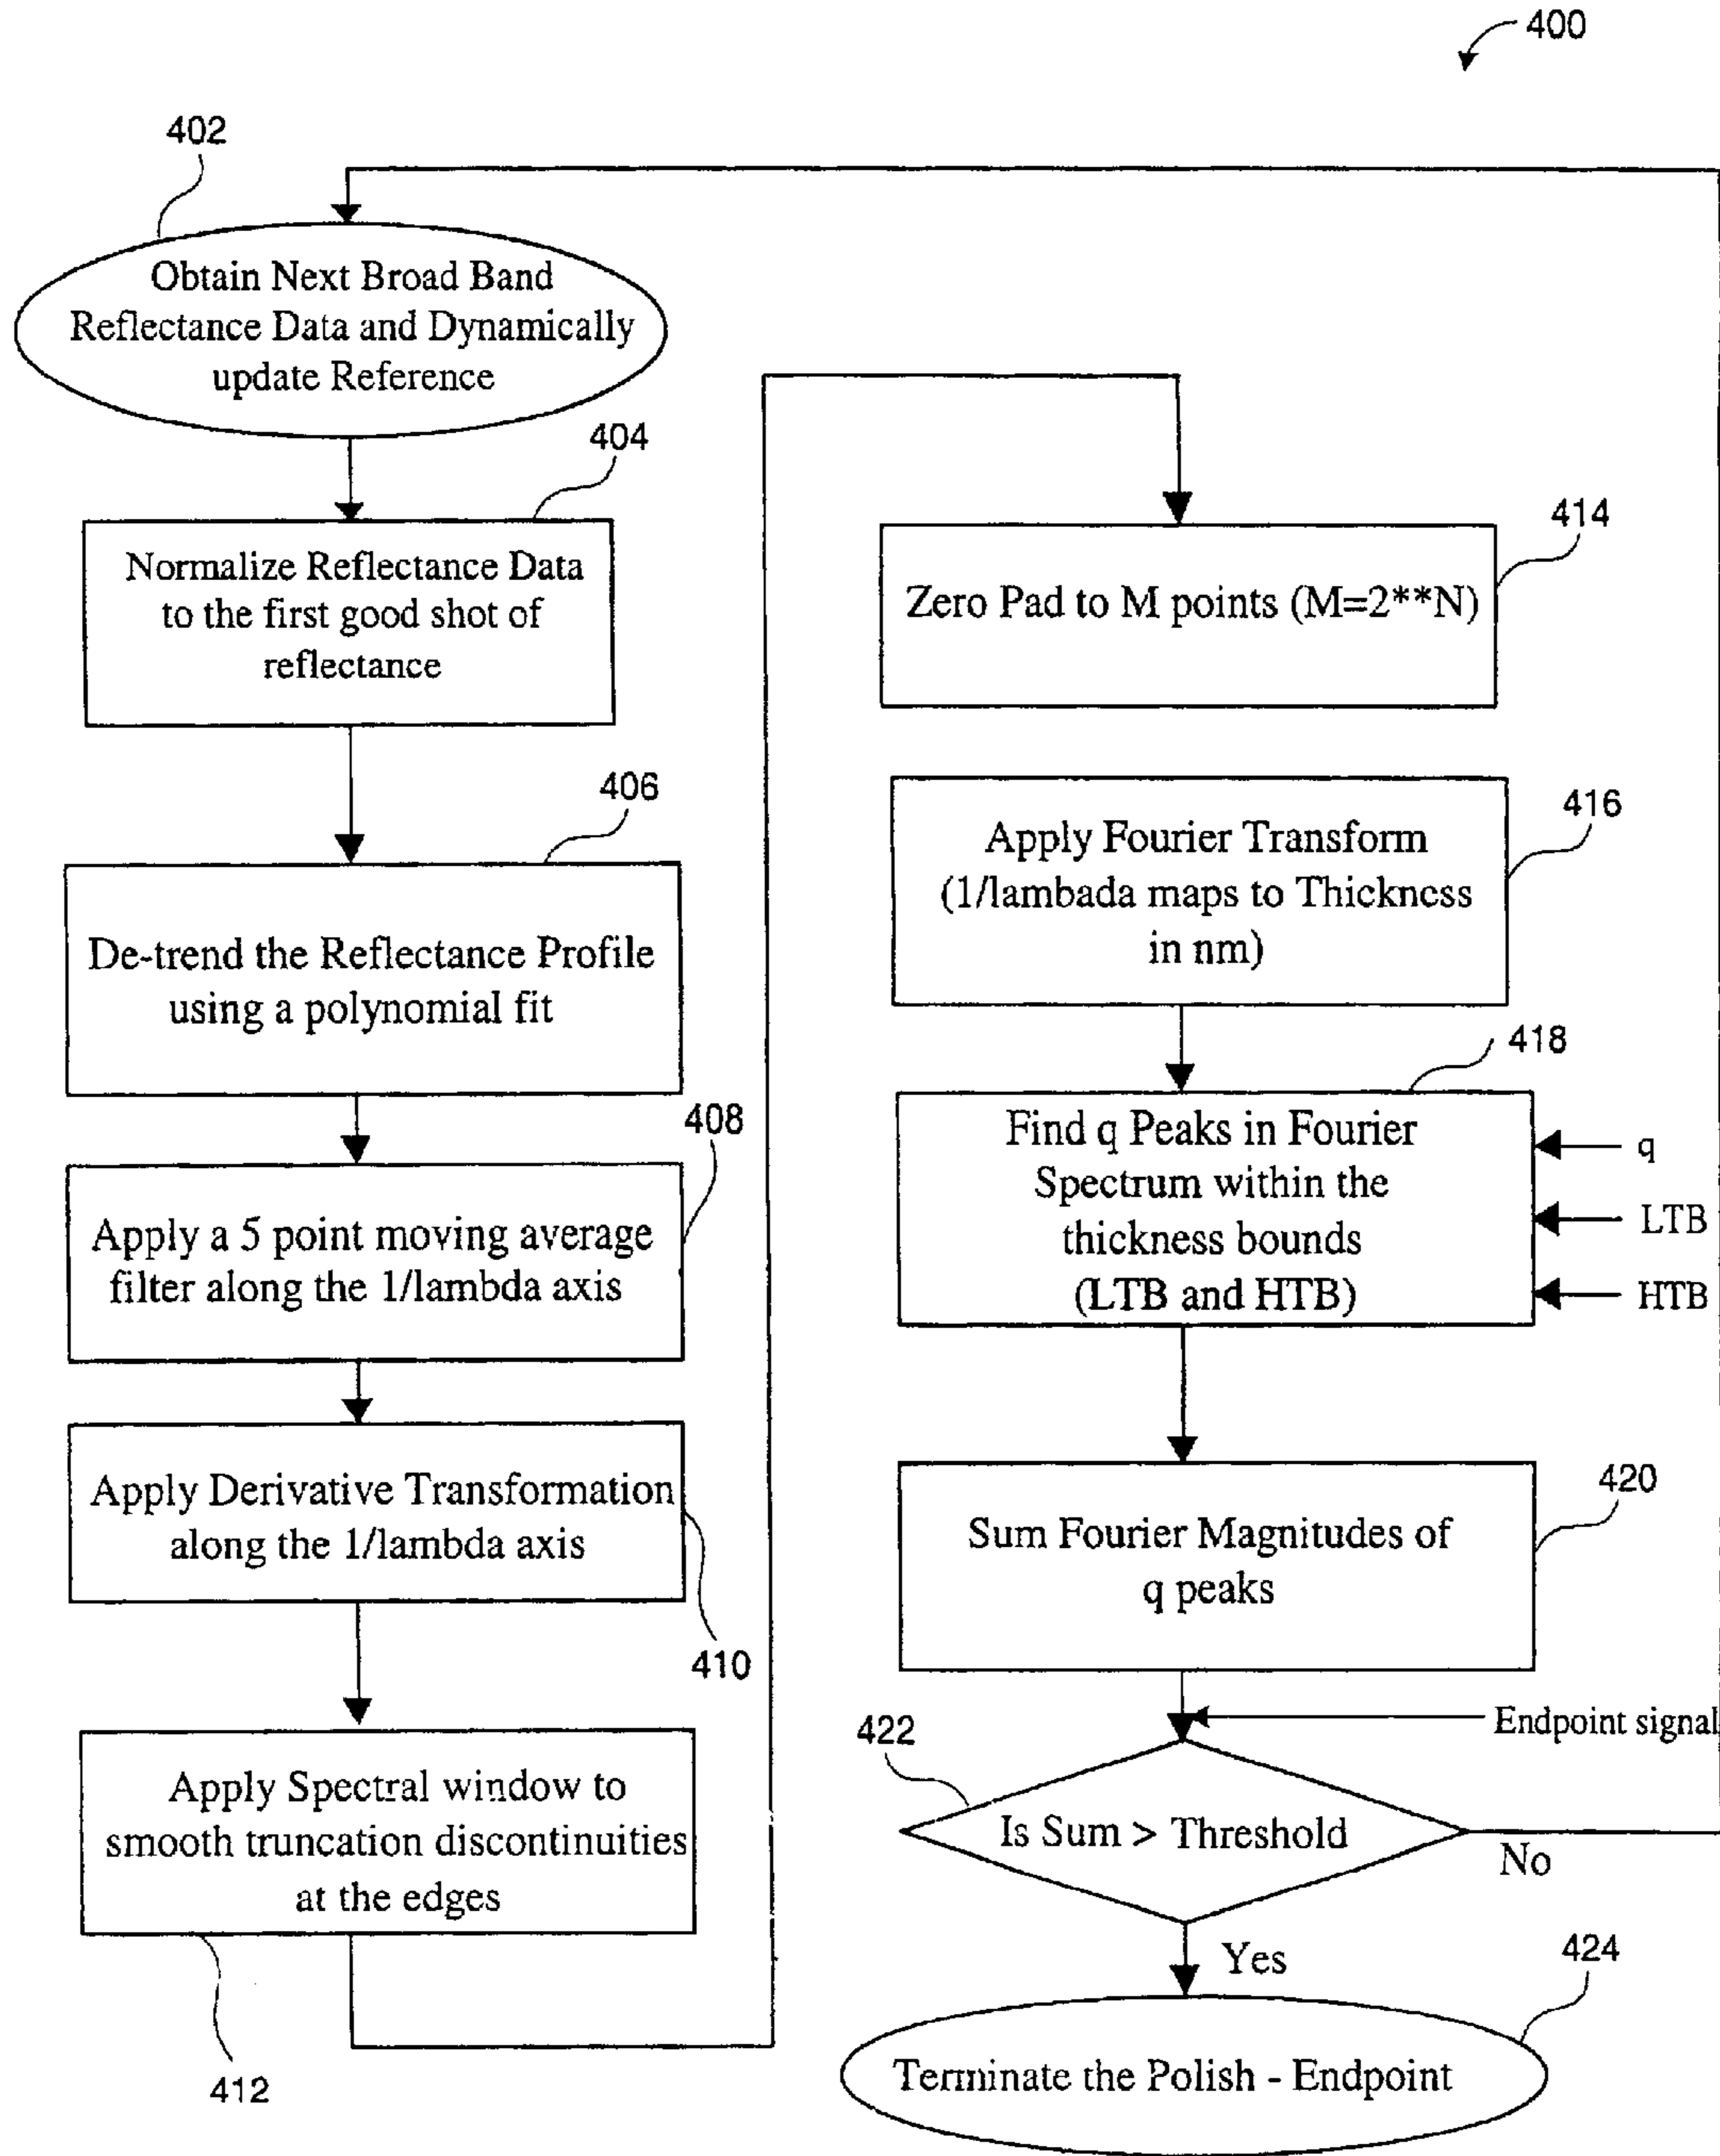 400
402
Obtain Next Broad Band
Reflectance Data and Dynamically
update Reference
404
Normalize Reflectance Data
to the first good shot of
reflectance
406
De-trend the Reflectance Profile
using a polynomial fit
408
Apply a 5 point moving average
filter along the 1/lambda axis
Apply Derivative Transformation
along the 1/lambda axis
410
Apply Spectral window to
smooth truncation discontinuities
at the edges
412
414
Zero Pad to M points (M=2**N)
416
Apply Fourier Transform
(1/lambada maps to Thickness
in nm)
418
Find q Peaks in Fourier
Spectrum within the
thickness bounds
(LTB and HTB)
q
LTB
HTB
420
Sum Fourier Magnitudes of
q peaks
Endpoint signal
422
Is Sum > Threshold
No
Yes
424
Terminate the Polish - Endpoint